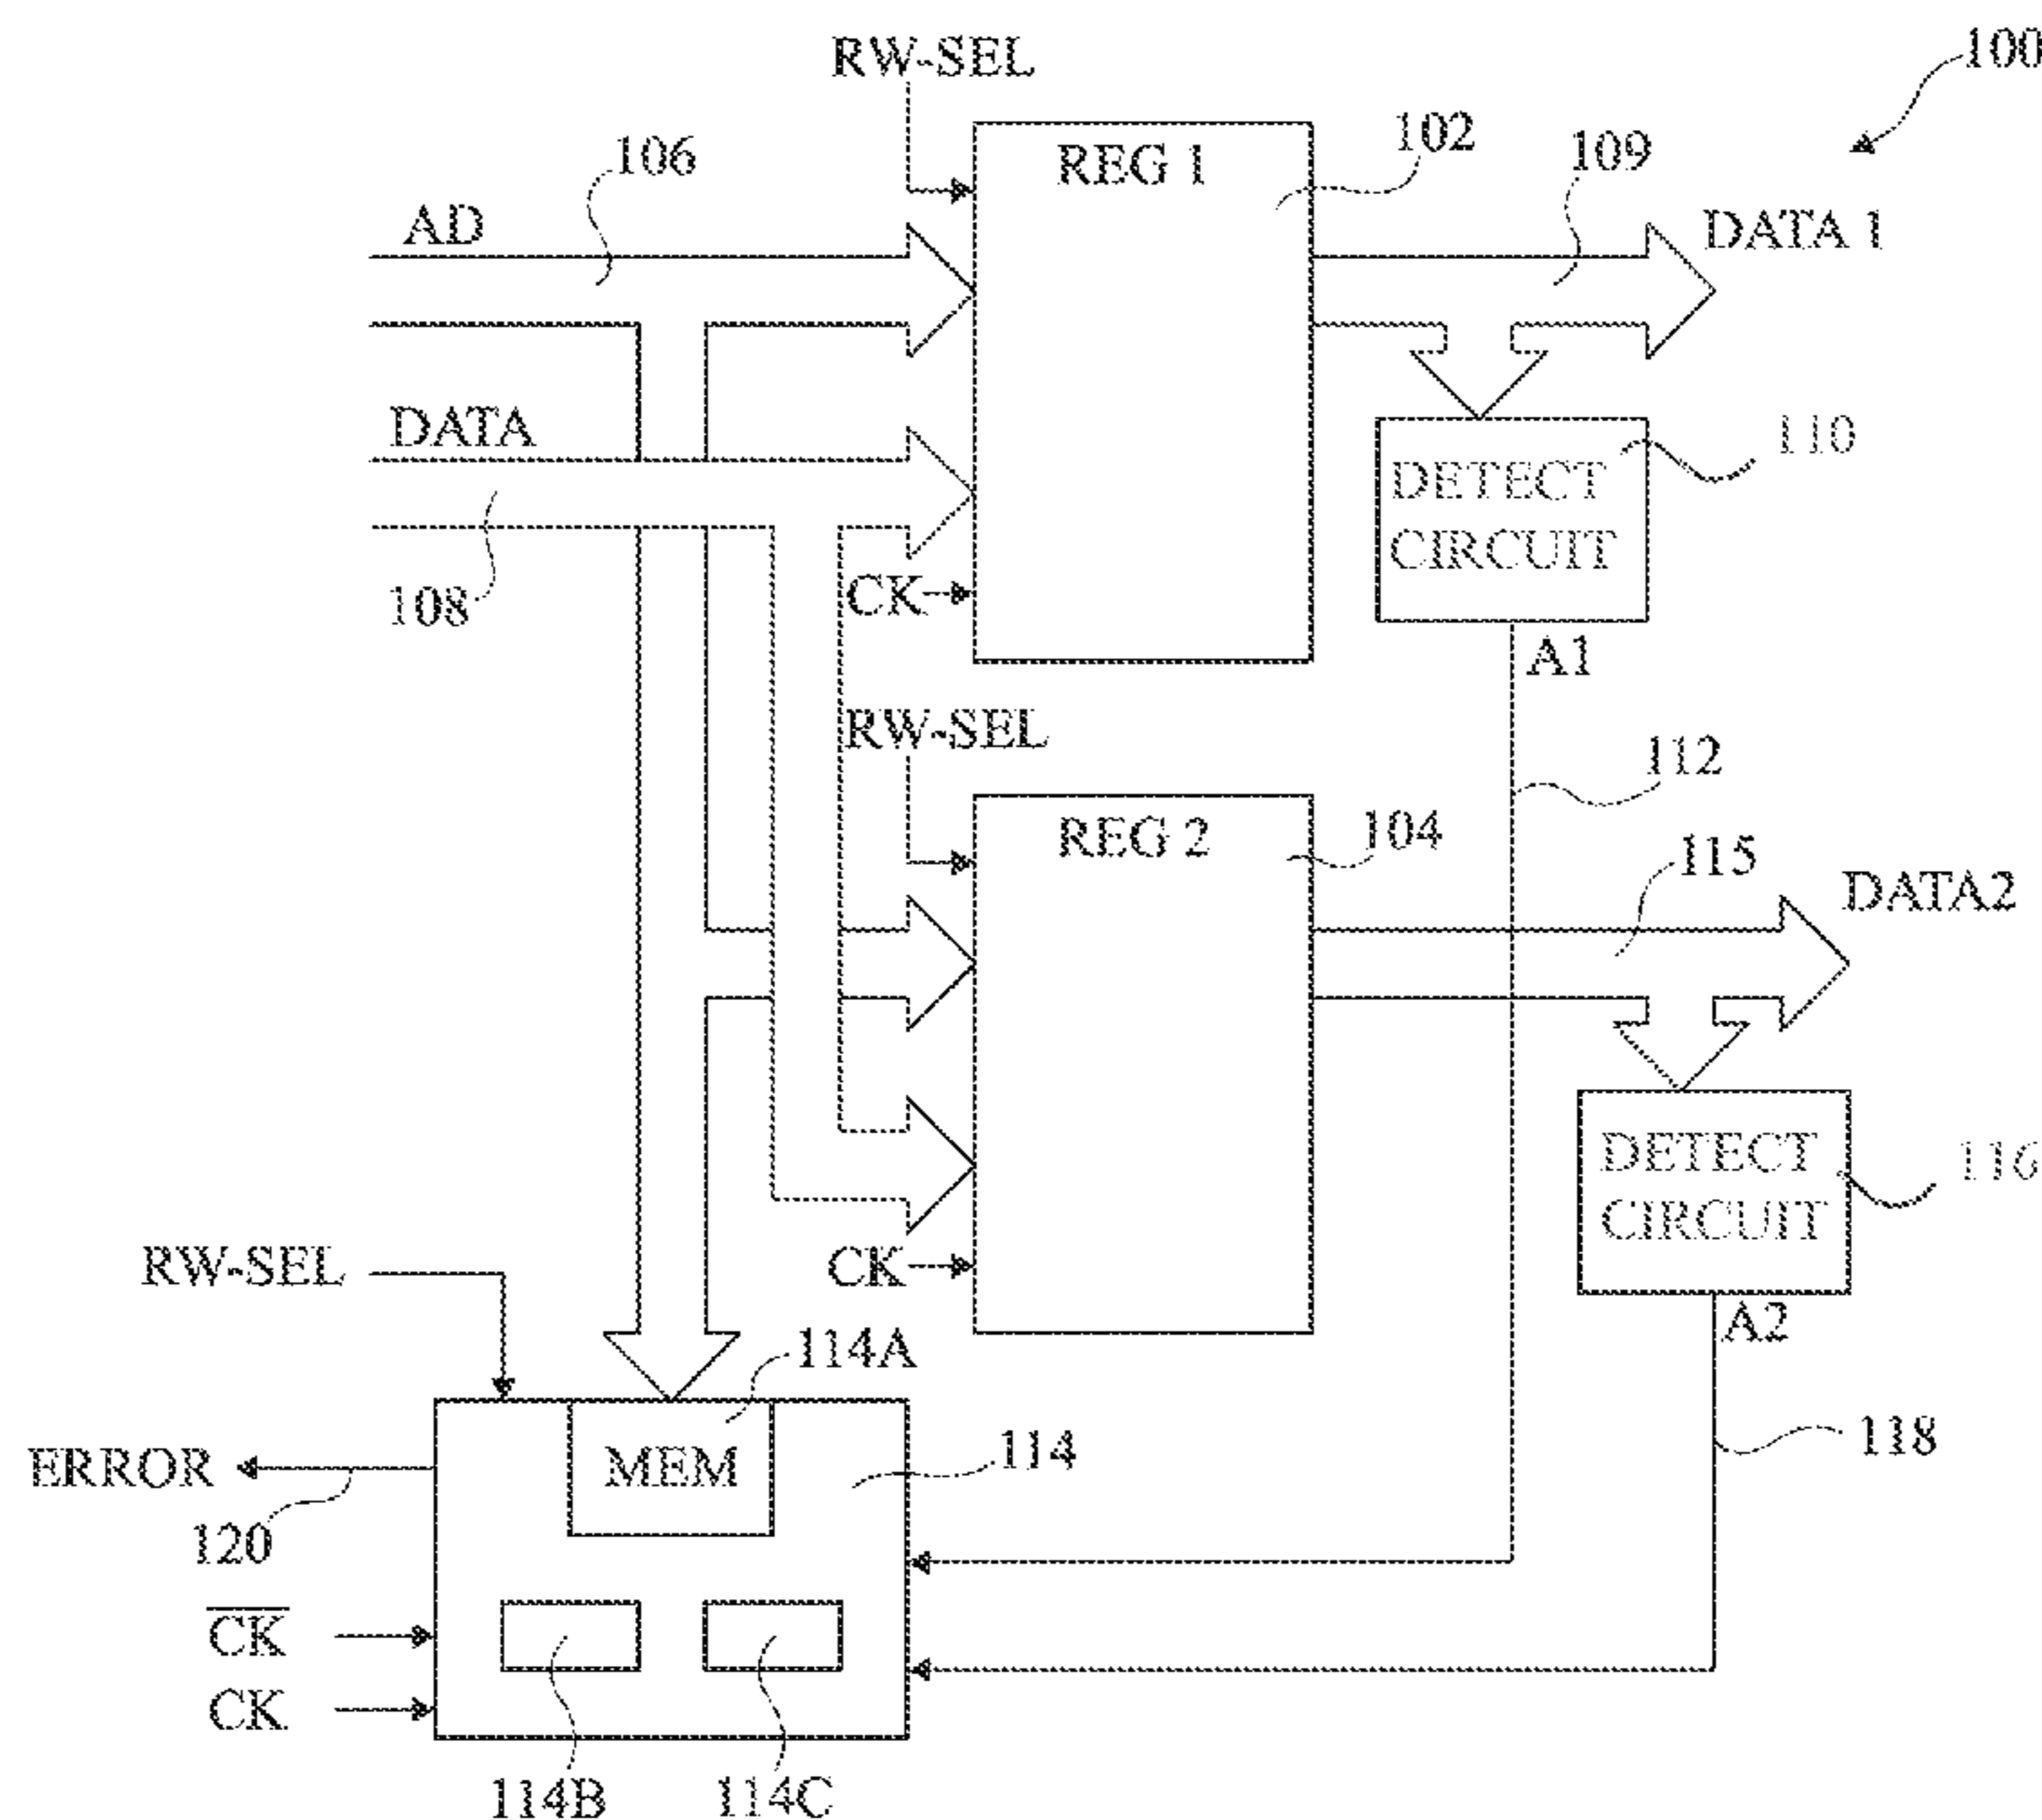 RW-SEL
100
REG 1
102
106
109
AD
DATA 1
DATA
110
DETECT
CIRCUIT
108
CK
A1
RW-SEL
112
REG 2
104
115
DATA2
DETECT
CIRCUIT
116
RW-SEL
CK
A2
114A
MEM
114
118
ERROR
120
C̅K̅
CK
114B
114C